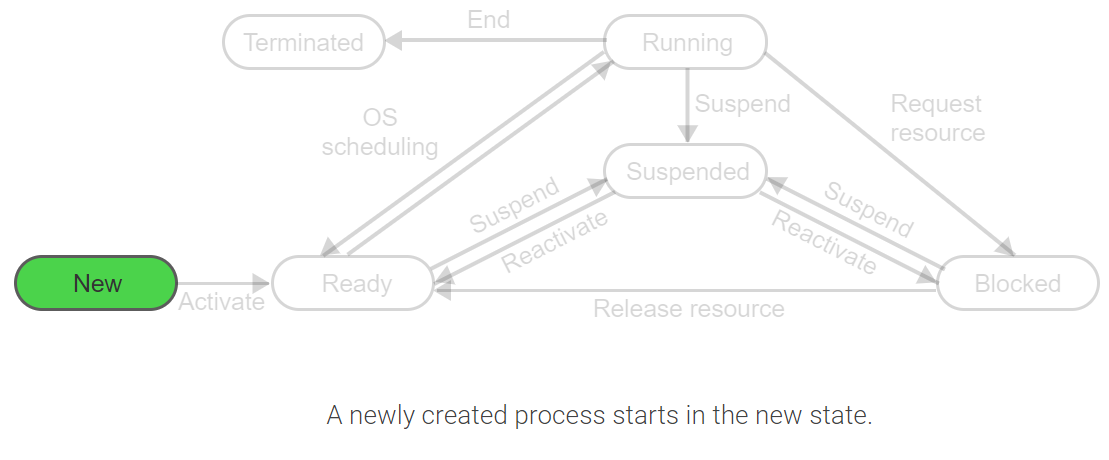 End
Terminated
Running
OS
scheduling
Suspend
Request
resource
Suspended
Suspend
Reactivate
Suspend
Reactivate
New
Activate
Ready
Blocked
Release resource
A newly created process starts in the new state.